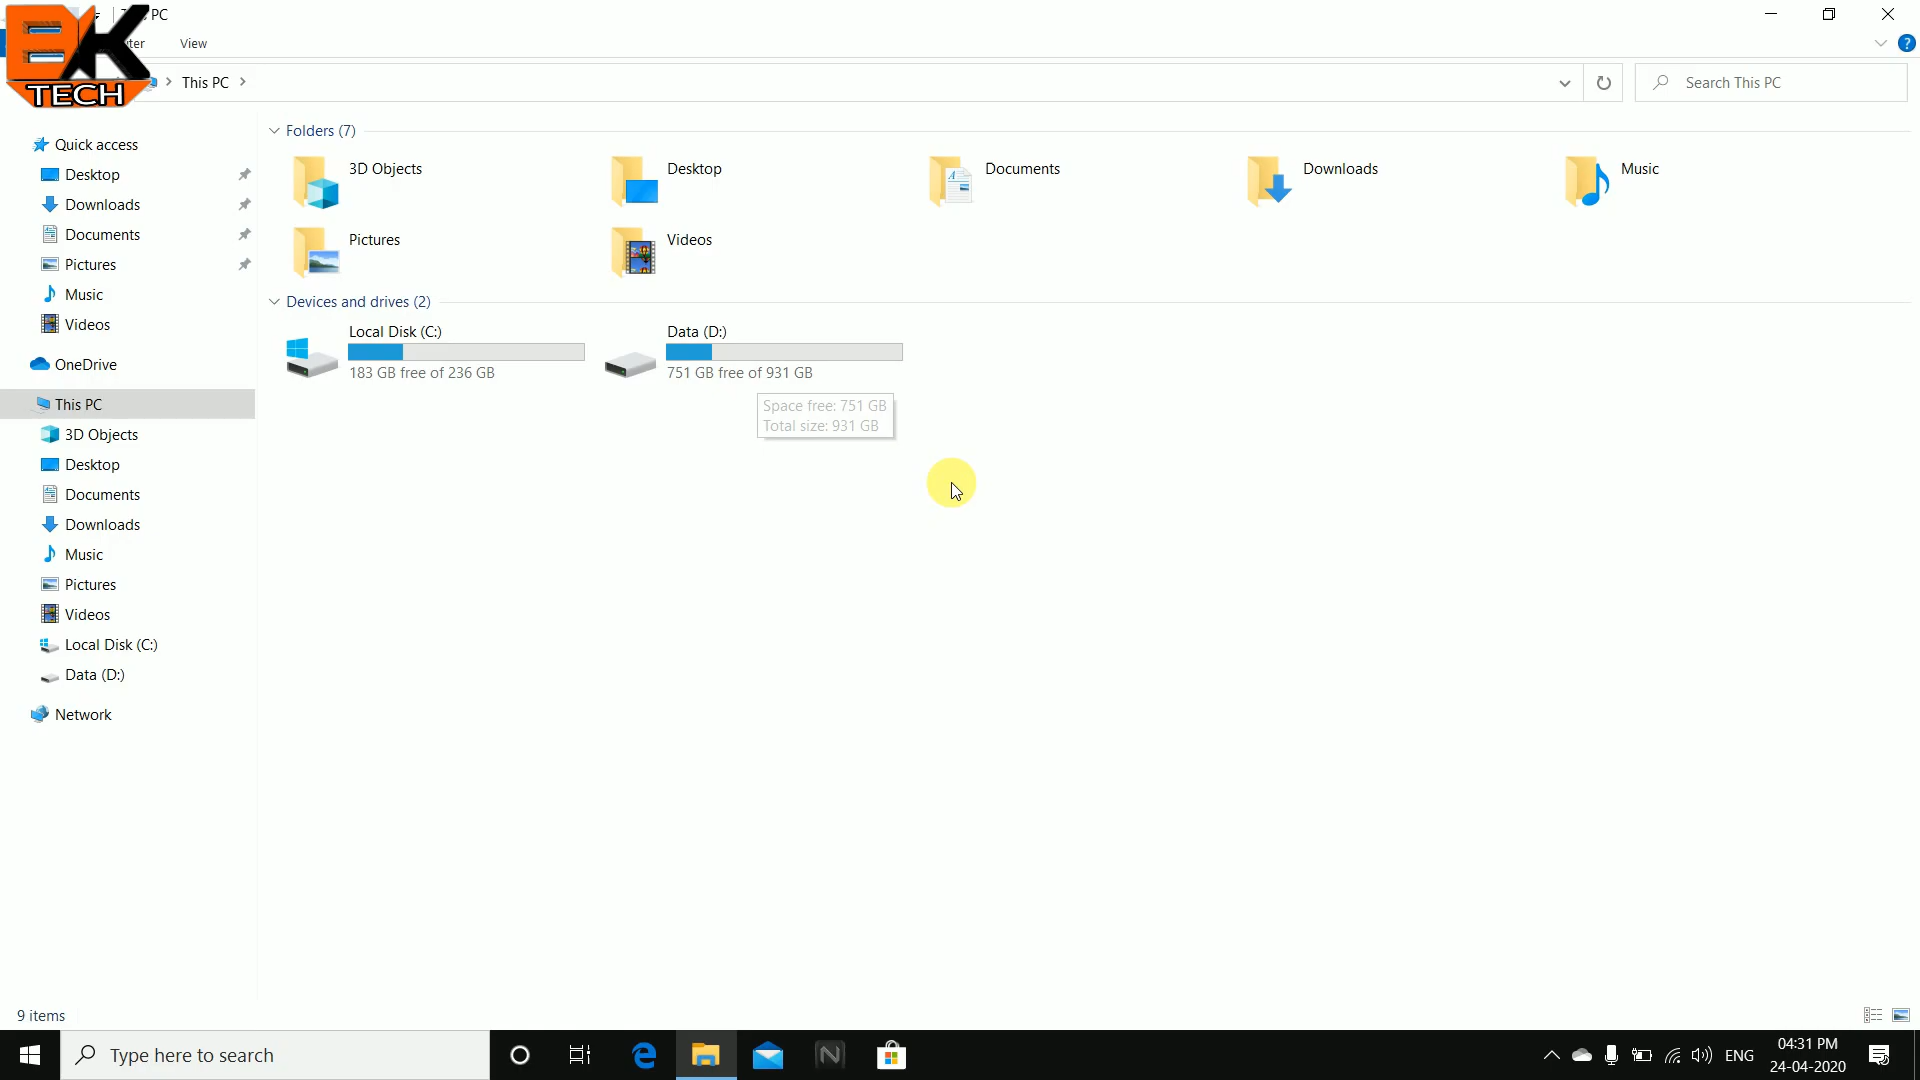 This PC
View
EK
TECH
This PC
Search This PC
Quick access
Desktop
Downloads
Documents
Pictures
Music
Videos
OneDrive
This PC
3D Objects
Desktop
Documents
Downloads
Music
Pictures
Videos
Local Disk (C:)
Data (D:)
Network
Folders (7)
3D Objects
Desktop
Documents
Downloads
Music
Pictures
Videos
Devices and drives (2)
Local Disk (C:)
183 GB free of 236 GB
Data (D:)
751 GB free of 931 GB
Space free: 751 GB
Total size: 931 GB
9 items
Type here to search
ENG
04:31 PM
24-04-2020